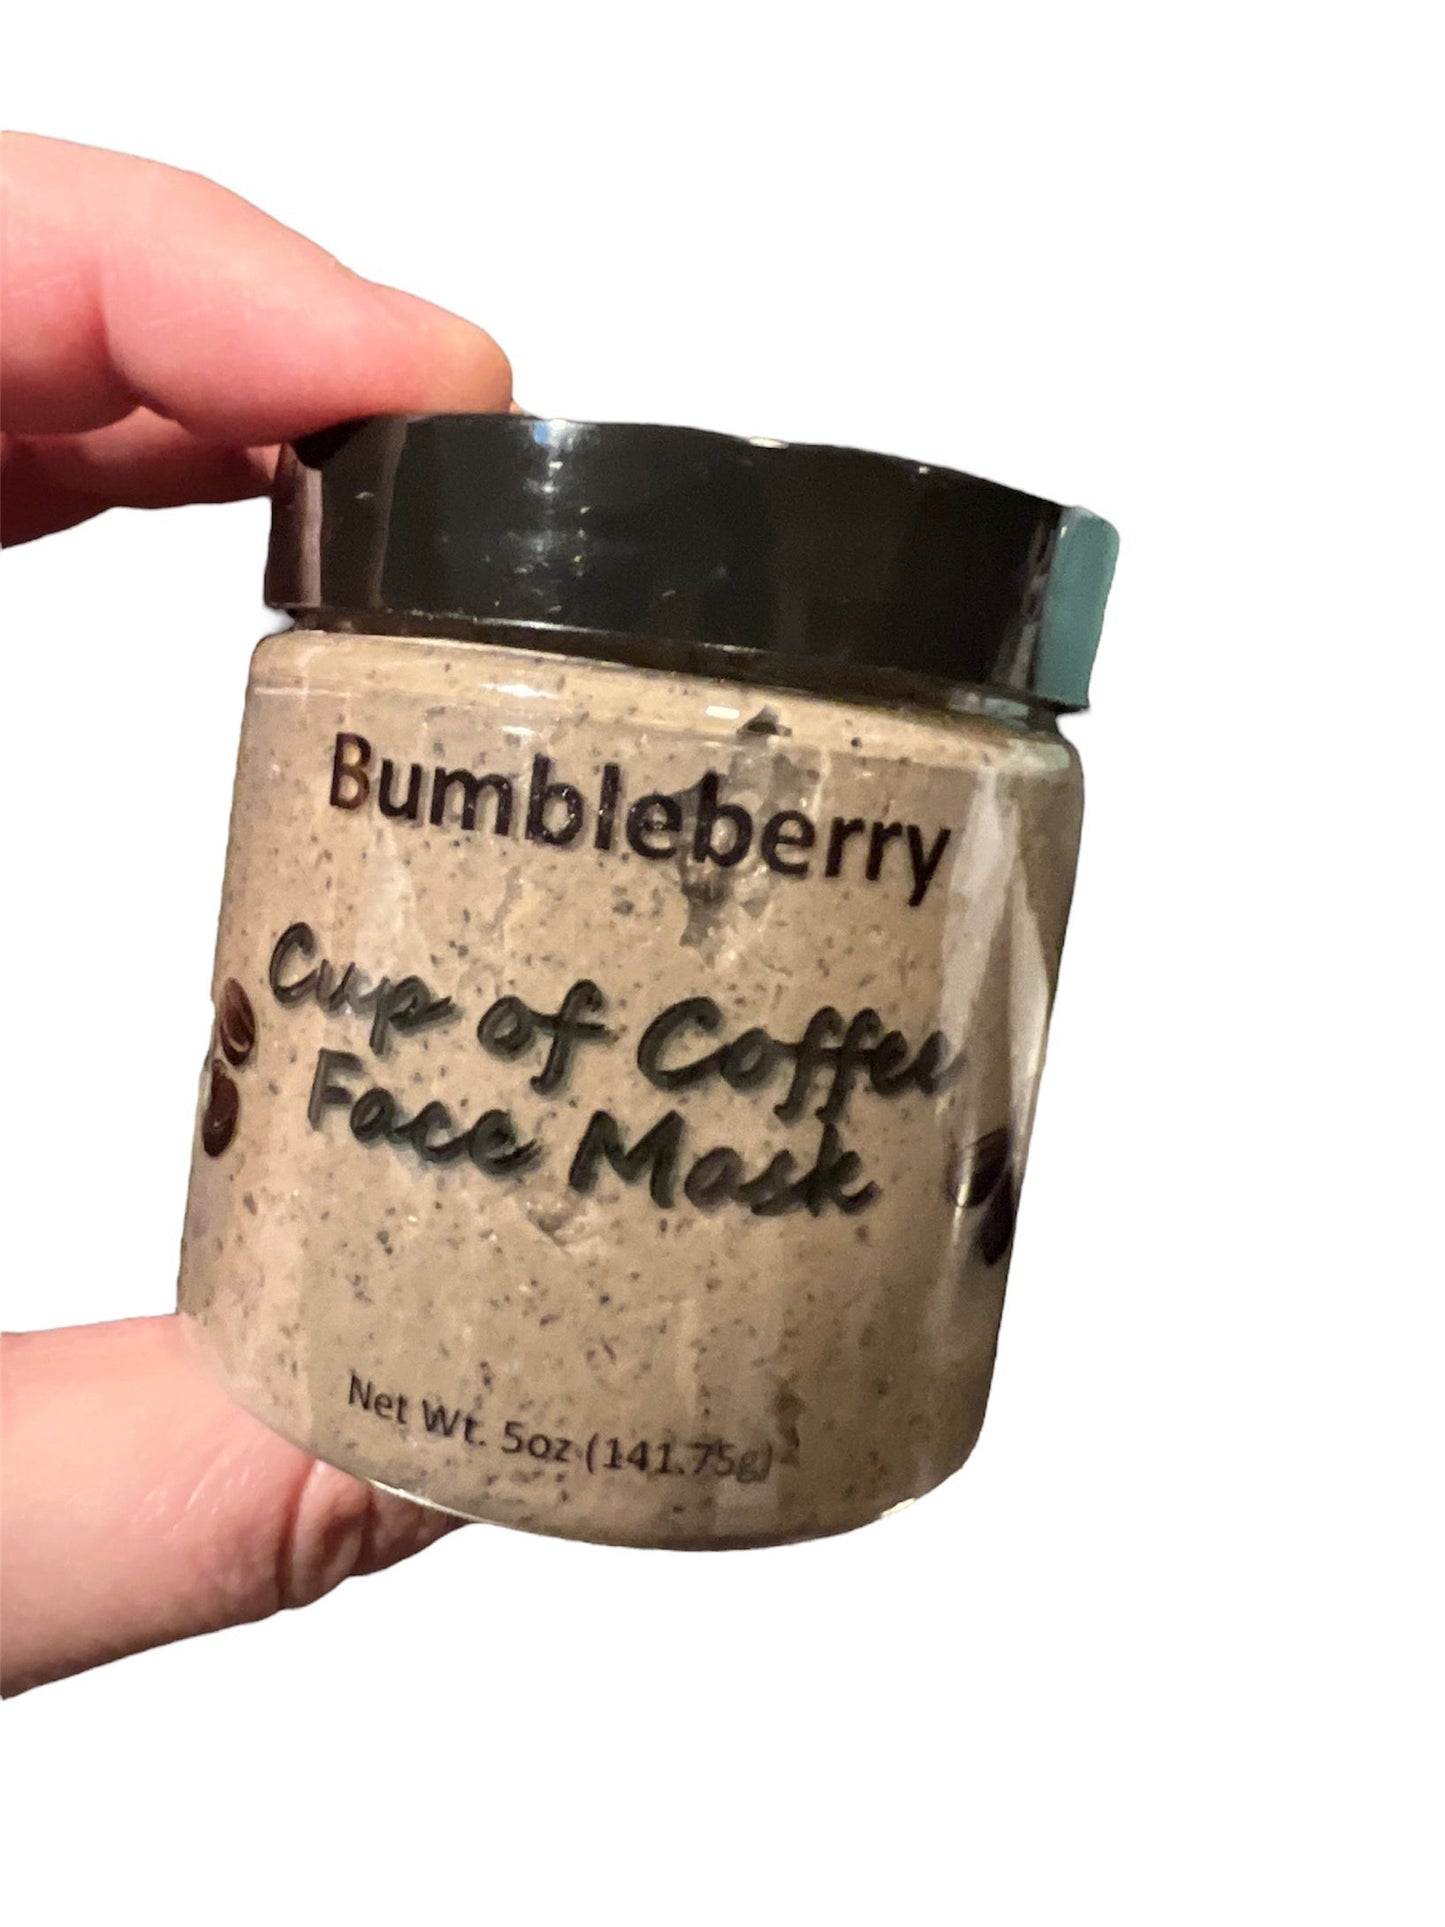 Bumbleberry
Cup of Coffee
Face Mask
Net Wt. 5oz (141.75g)